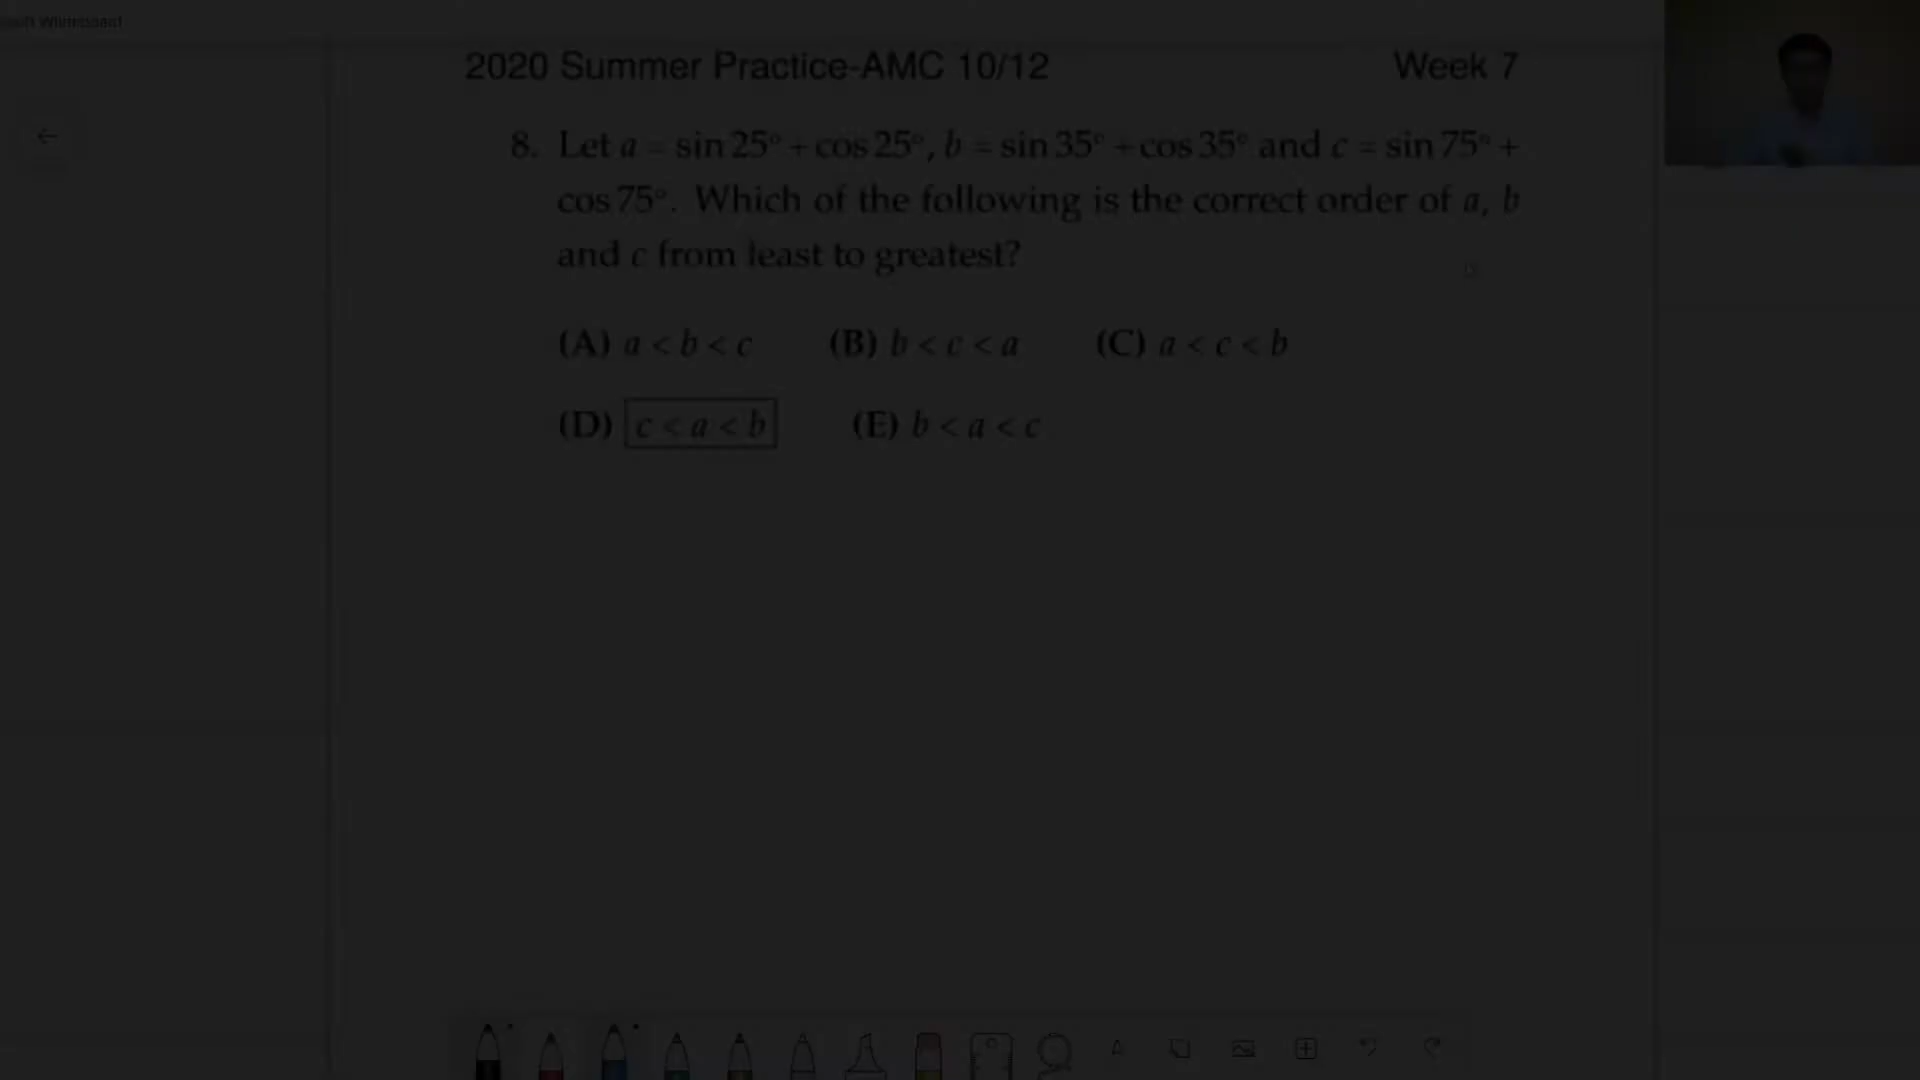 Whiteboard
2020 Summer Practice-AMC 10/12 Week 7
8. Let a = sin 25° + cos 25°, b = sin 35° + cos 35° and c = sin 75° +
cos 75°. Which of the following is the correct order of a, b
and c from least to greatest?
(A) a < b < c (B) b < c < a (C) a < c < b
(D) c < a < b (E) b < a < c